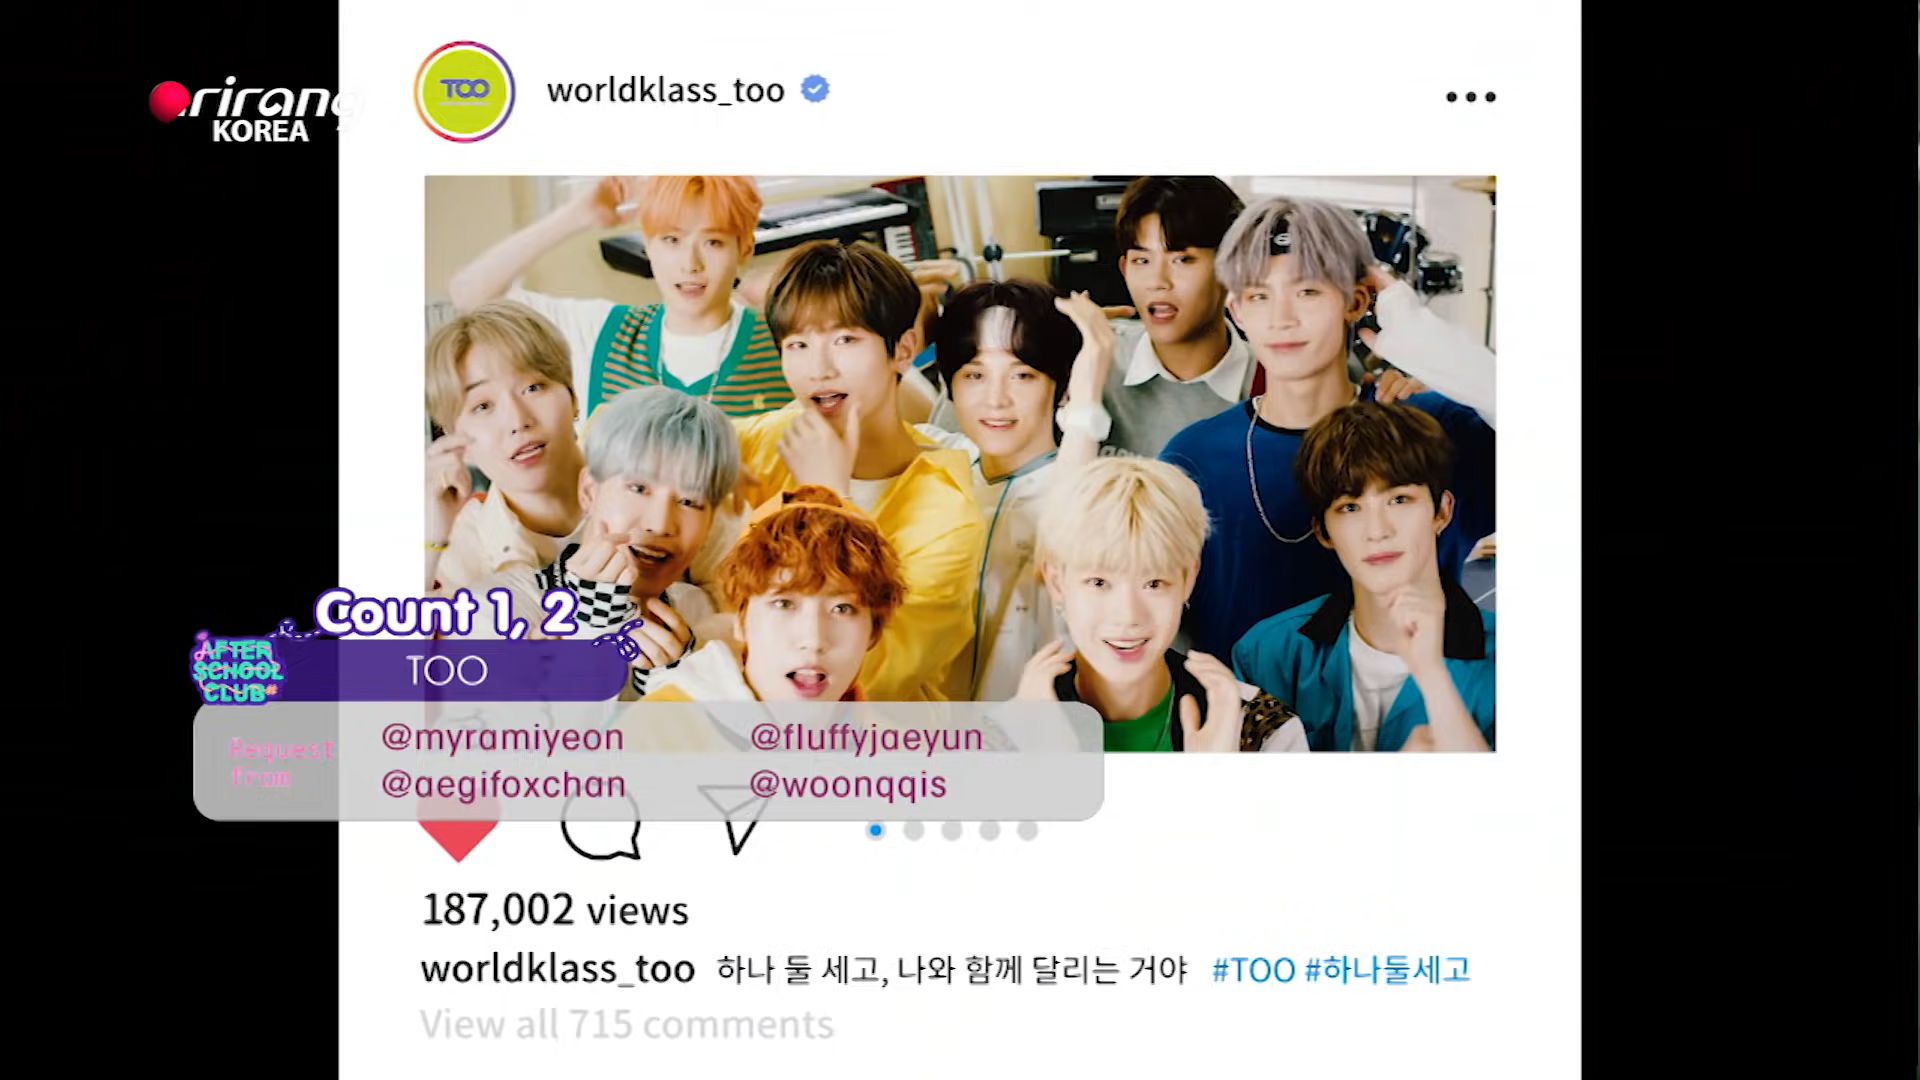 arirang
KOREA
TOO
worldklass_too
Count 1, 2
AFTER
SCHOOL
CLUB
TOO
Request
from
@myramiyeon @fluffyjaeyun
@aegifoxchan @woonqqis
187,002 views
worldklass_too 하나 둘 세고, 나와 함께 달리는 거야 #TOO #하나둘세고
View all 715 comments